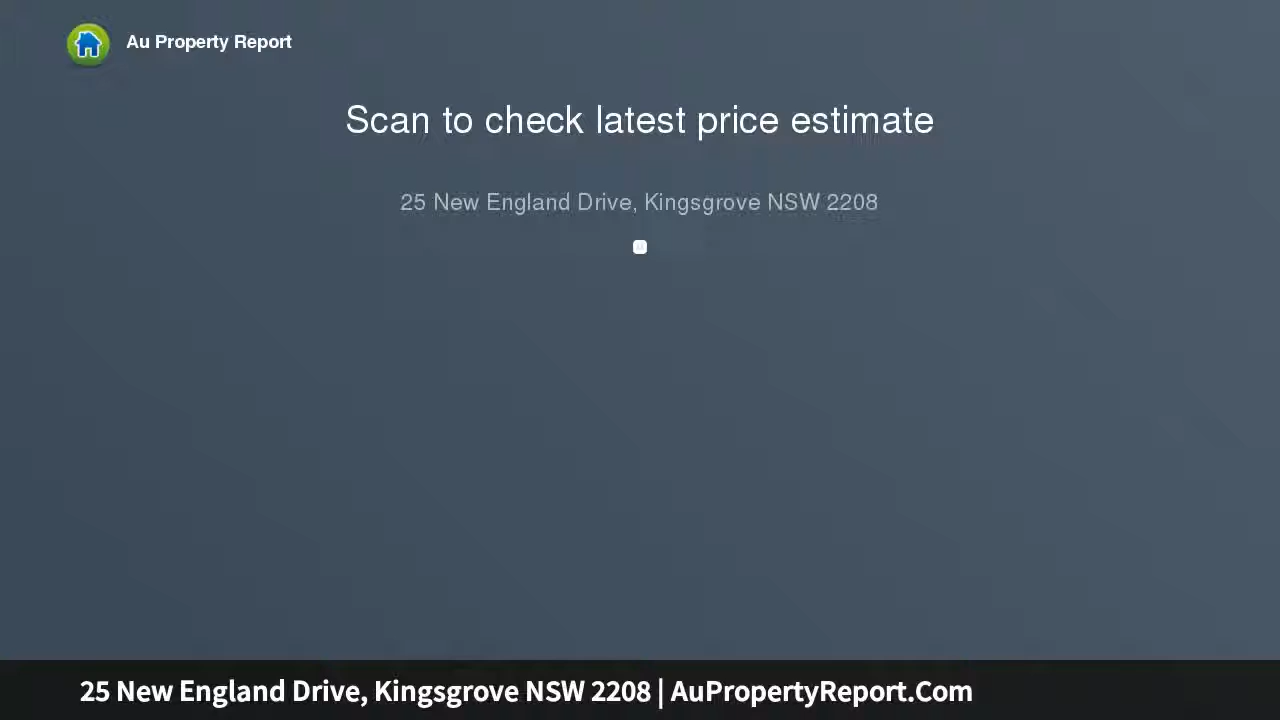 Au Property Report
Scan to check latest price estimate
25 New England Drive, Kingsgrove NSW 2208
25 New England Drive, Kingsgrove NSW 2208 | AuPropertyReport.Com